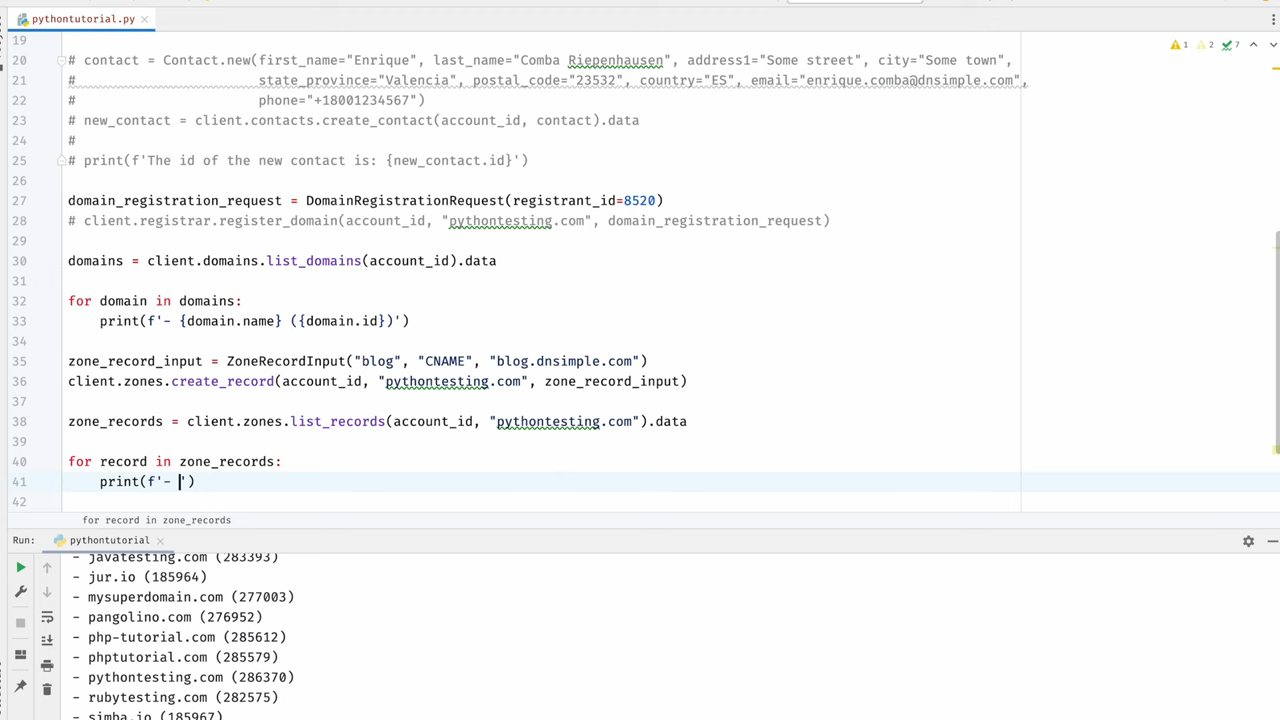 pythontutorial.py
19
20 # contact = Contact.new(first_name="Enrique", last_name="Comba Riepenhausen", address1="Some street", city="Some town",
21 # state_province="Valencia", postal_code="23532", country="ES", email="enrique.comba@dnsimple.com",
22 # phone="+18001234567")
23 # new_contact = client.contacts.create_contact(account_id, contact).data
24 #
25 # print(f'The id of the new contact is: {new_contact.id}')
26
27 domain_registration_request = DomainRegistrationRequest(registrant_id=8520)
28 # client.registrar.register_domain(account_id, "pythontesting.com", domain_registration_request)
29
30 domains = client.domains.list_domains(account_id).data
31
32 for domain in domains:
33 print(f'- {domain.name} ({domain.id})')
34
35 zone_record_input = ZoneRecordInput("blog", "CNAME", "blog.dnsimple.com")
36 client.zones.create_record(account_id, "pythontesting.com", zone_record_input)
37
38 zone_records = client.zones.list_records(account_id, "pythontesting.com").data
39
40 for record in zone_records:
41 print(f'- ')
42
1 2 7
for record in zone_records
Run: pythontutorial
- javatesting.com (283393)
- jur.io (185964)
- mysuperdomain.com (277003)
- pangolino.com (276952)
- php-tutorial.com (285612)
- phptutorial.com (285579)
- pythontesting.com (286370)
- rubytesting.com (282575)
- simba.io (185967)